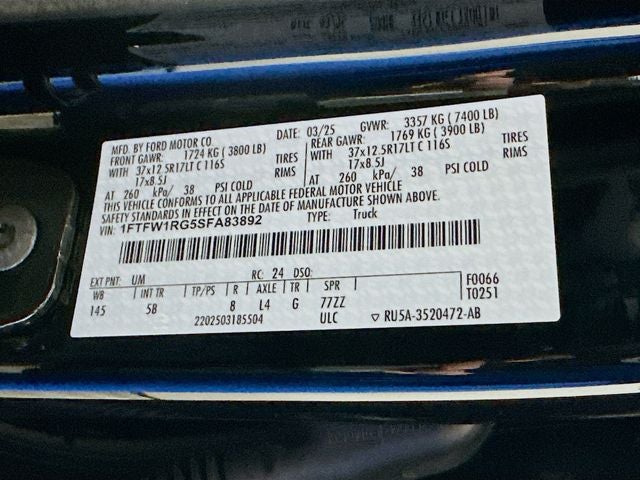 MFD. BY FORD MOTOR CO. DATE: 03/25 GVWR: 3357 KG ( 7400 LB)
FRONT GAWR: 1724 KG ( 3800 LB) REAR GAWR: 1769 KG ( 3900 LB)
WITH 37x12.5R17LT C 116S TIRES 37x12.5R17LT C 116S TIRES
17x8.5J RIMS 17x8.5J RIMS
AT 260 kPa/ 38 PSI COLD AT 260 kPa/ 38 PSI COLD
THIS VEHICLE CONFORMS TO ALL APPLICABLE FEDERAL MOTOR VEHICLE
SAFETY STANDARDS IN EFFECT ON THE DATE OF MANUFACTURE SHOWN ABOVE.
VIN: 1FTFW1RG5SFA83892 TYPE: Truck
EXT PNT: UM RC: 24 DSO: F0066
WB INT TR TP/PS R AXLE TR SPR T0251
145 SB 8 L4 G 77ZZ
2202503185504 ULC ▽ RU5A-3520472-AB